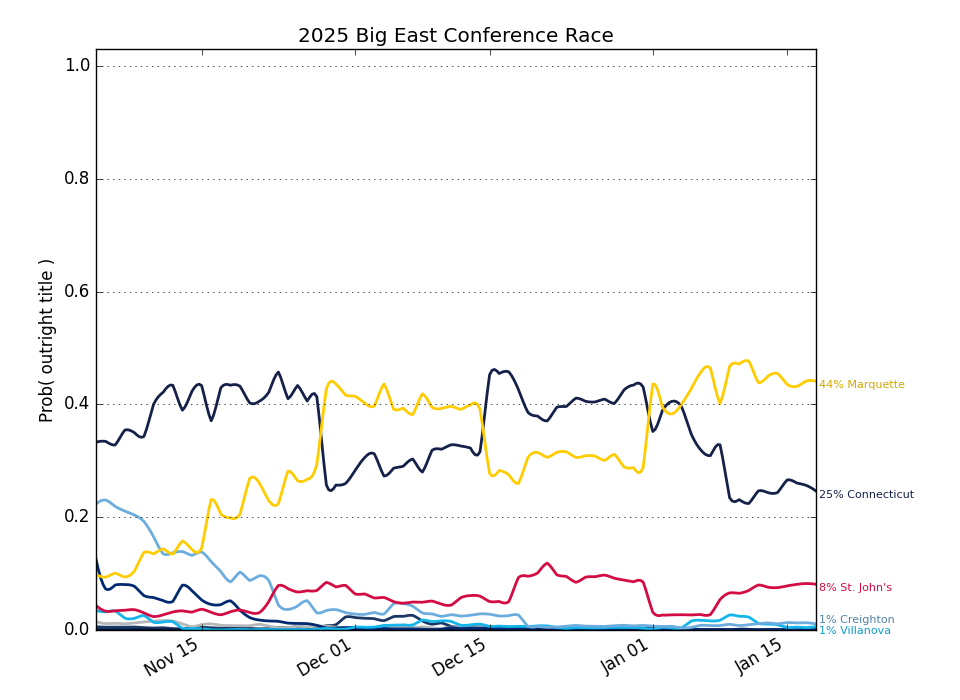 2025 Big East Conference Race
Prob( outright title )
1.0
0.8
0.6
0.4
0.2
0.0
44% Marquette
25% Connecticut
8% St. John's
1% Creighton
1% Villanova
Nov 15
Dec 01
Dec 15
Jan 01
Jan 15